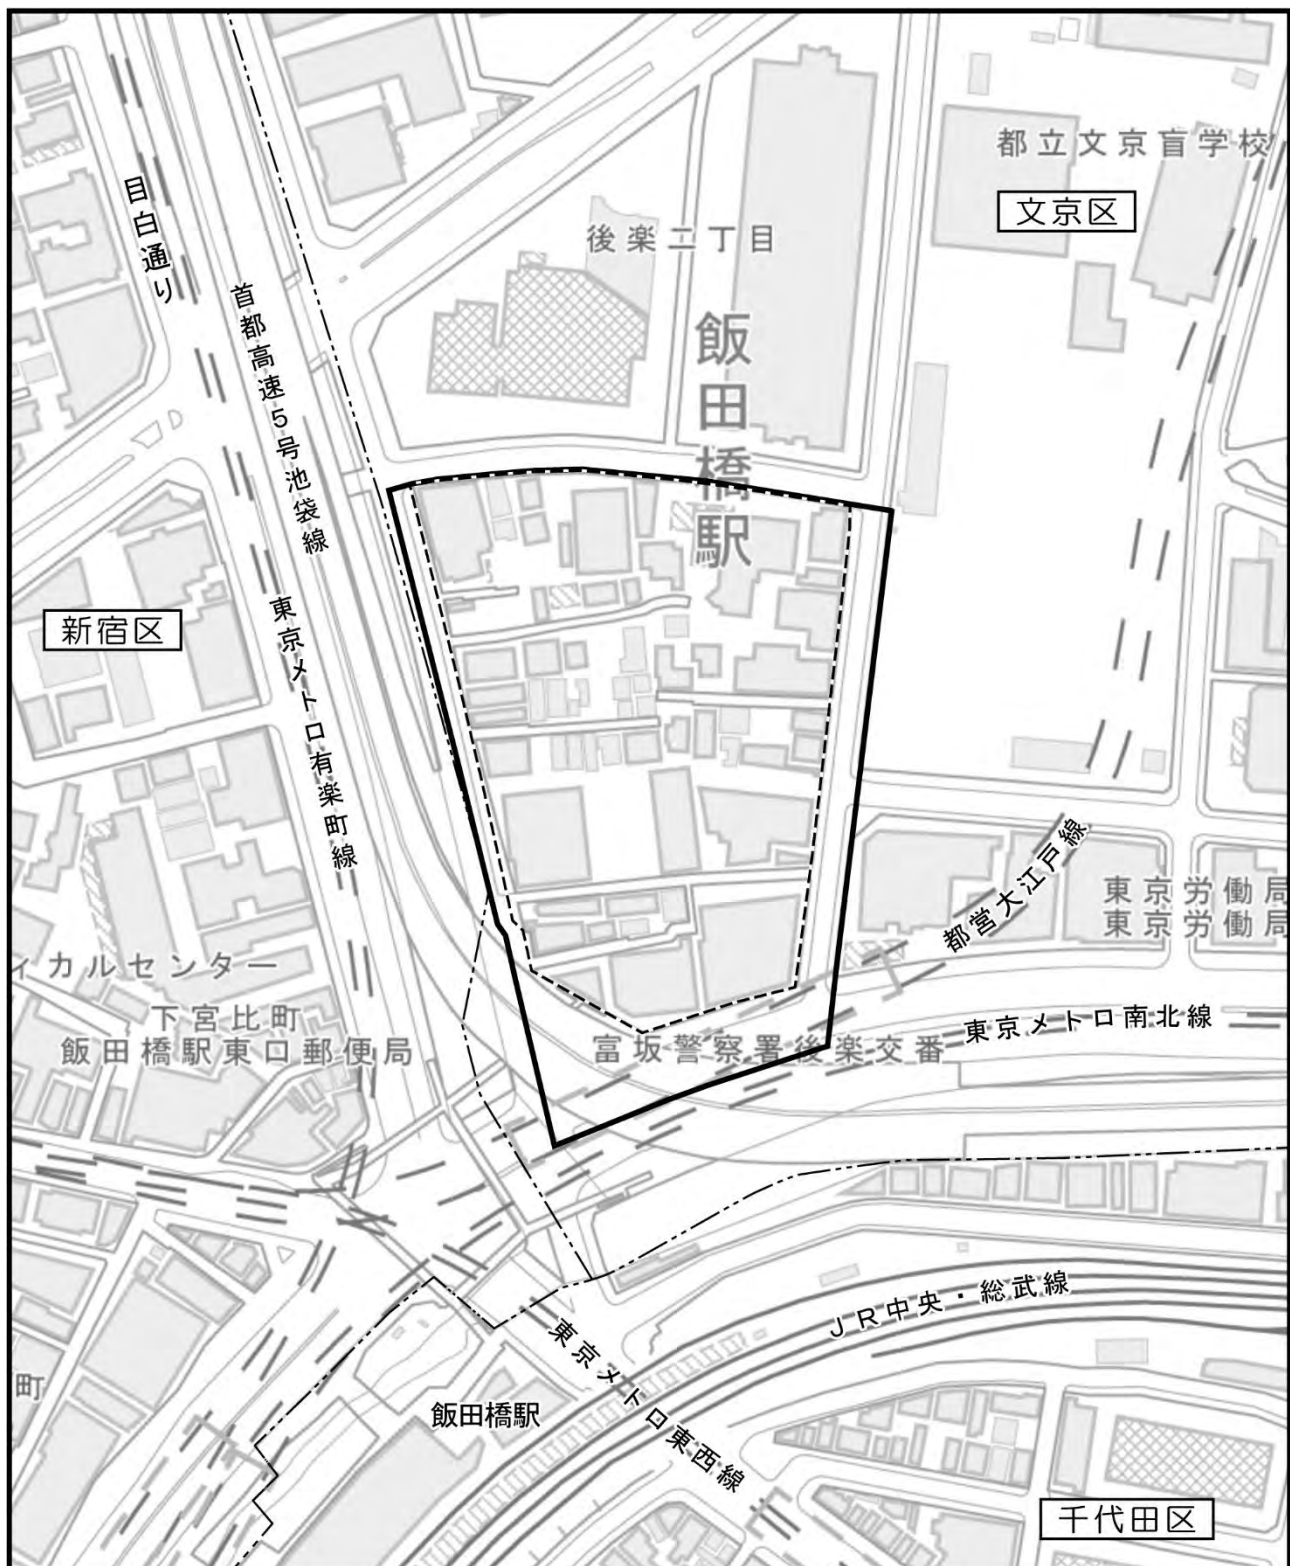 都立文京盲学校
文京区
目白通り
後楽二丁目
首都高速5号池袋線
飯田橋駅
新宿区
東京メトロ有楽町線
都営大江戸線
東京労働局
東京労働局
ィカルセンター
下宮比町
飯田橋駅東口郵便局
富坂警察署後楽交番
東京メトロ南北線
JR中央・総武線
東京メトロ東西線
町
飯田橋駅
千代田区